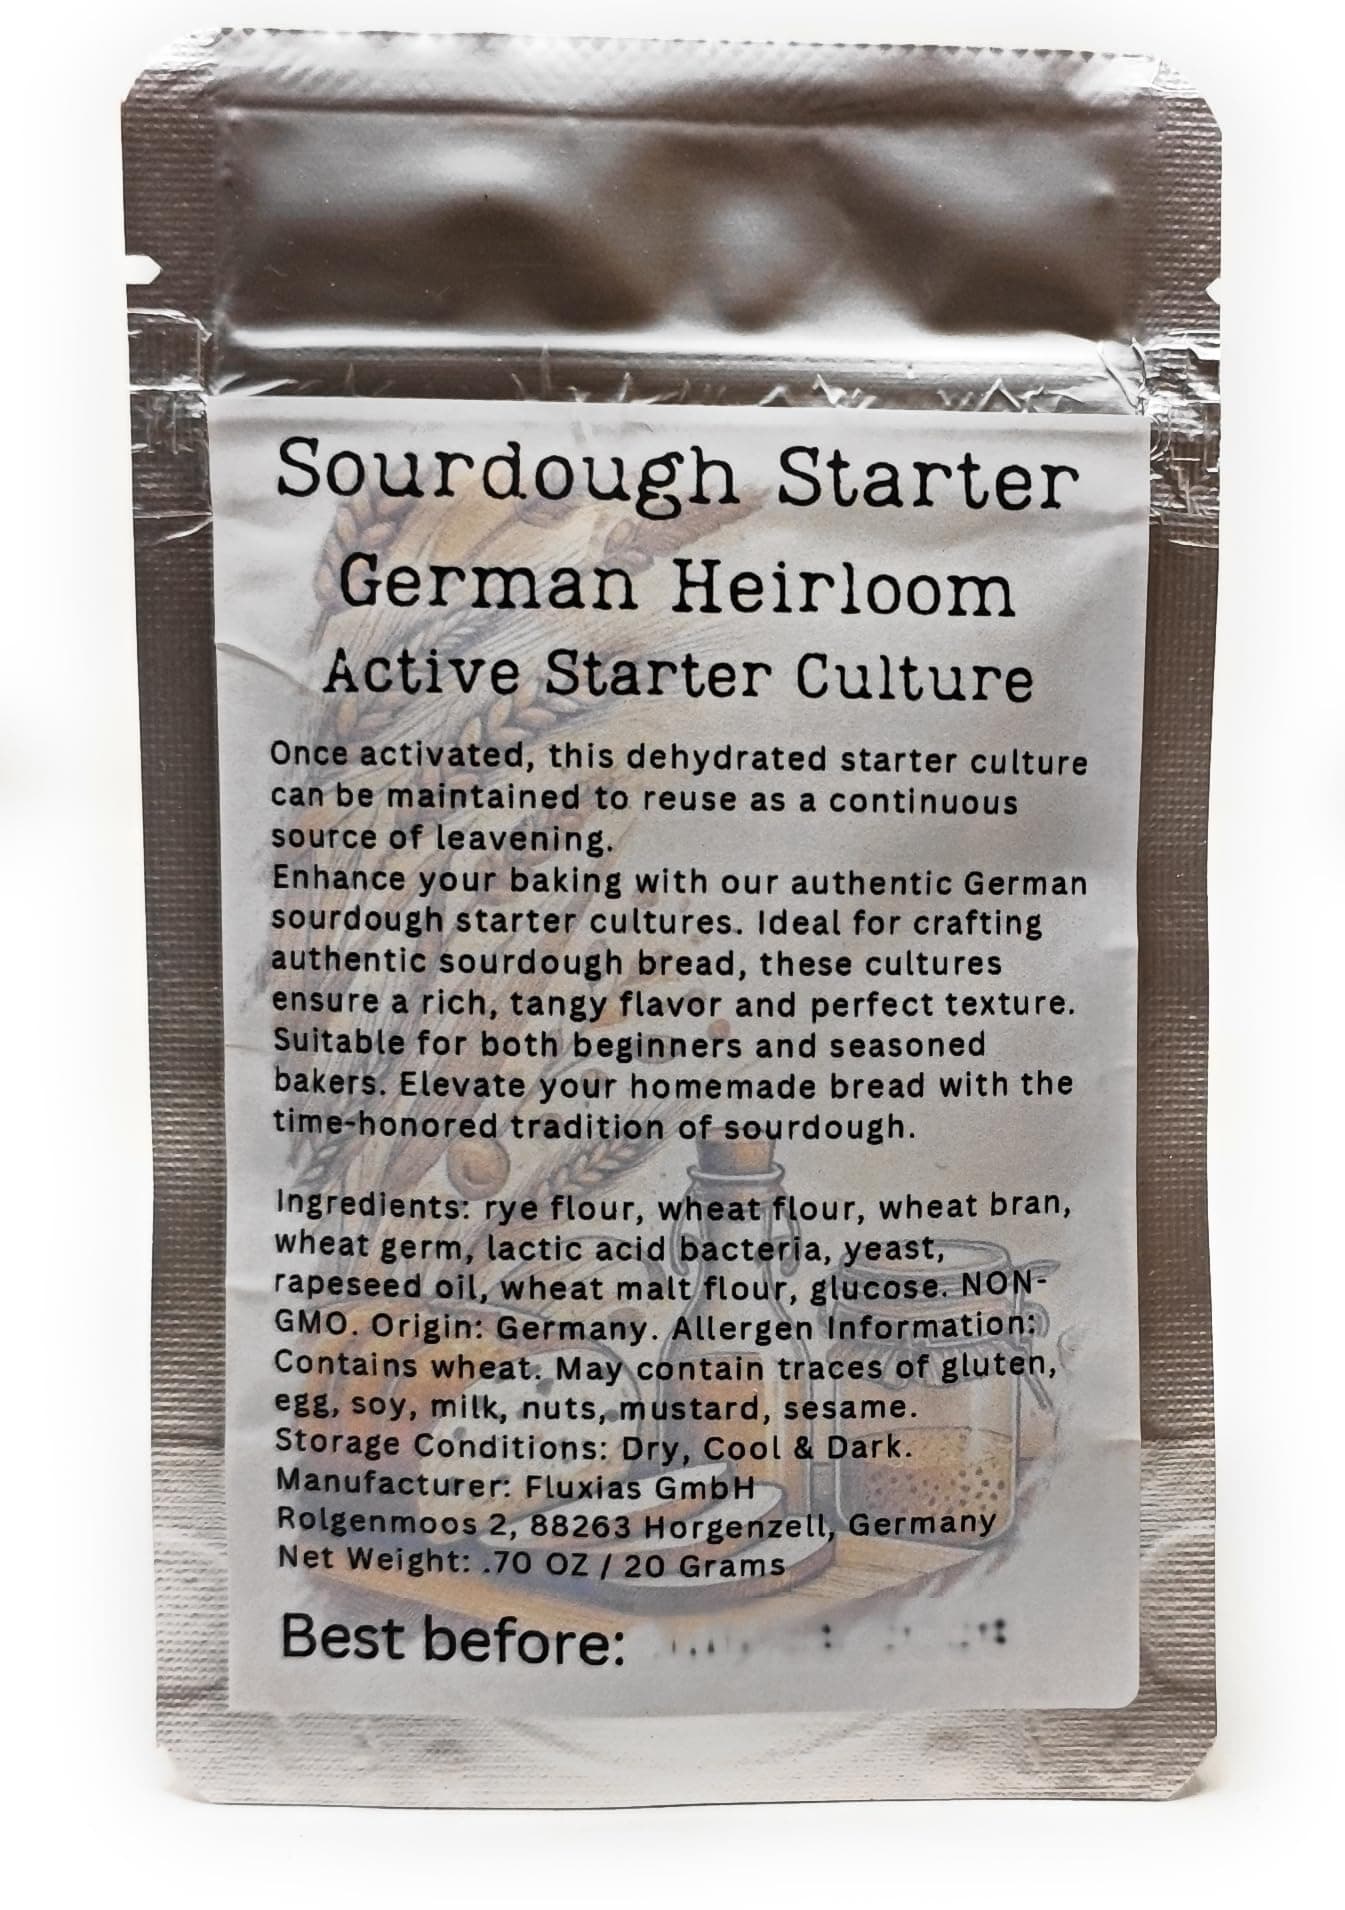 Sourdough Starter
German Heirloom
Active Starter Culture
Once activated, this dehydrated starter culture
can be maintained to reuse as a continuous
source of leavening.
Enhance your baking with our authentic German
sourdough starter cultures. Ideal for crafting
authentic sourdough bread, these cultures
ensure a rich, tangy flavor and perfect texture.
Suitable for both beginners and seasoned
bakers. Elevate your homemade bread with the
time-honored tradition of sourdough.
Ingredients: rye flour, wheat flour, wheat bran,
wheat germ, lactic acid bacteria, yeast,
rapeseed oil, wheat malt flour, glucose. NON-
GMO. Origin: Germany. Allergen Information:
Contains wheat. May contain traces of gluten,
egg, soy, milk, nuts, mustard, sesame.
Storage Conditions: Dry, Cool & Dark.
Manufacturer: Fluxias GmbH
Rolgenmoos 2, 88263 Horgenzell, Germany
Net Weight: .70 OZ / 20 Grams
Best before: